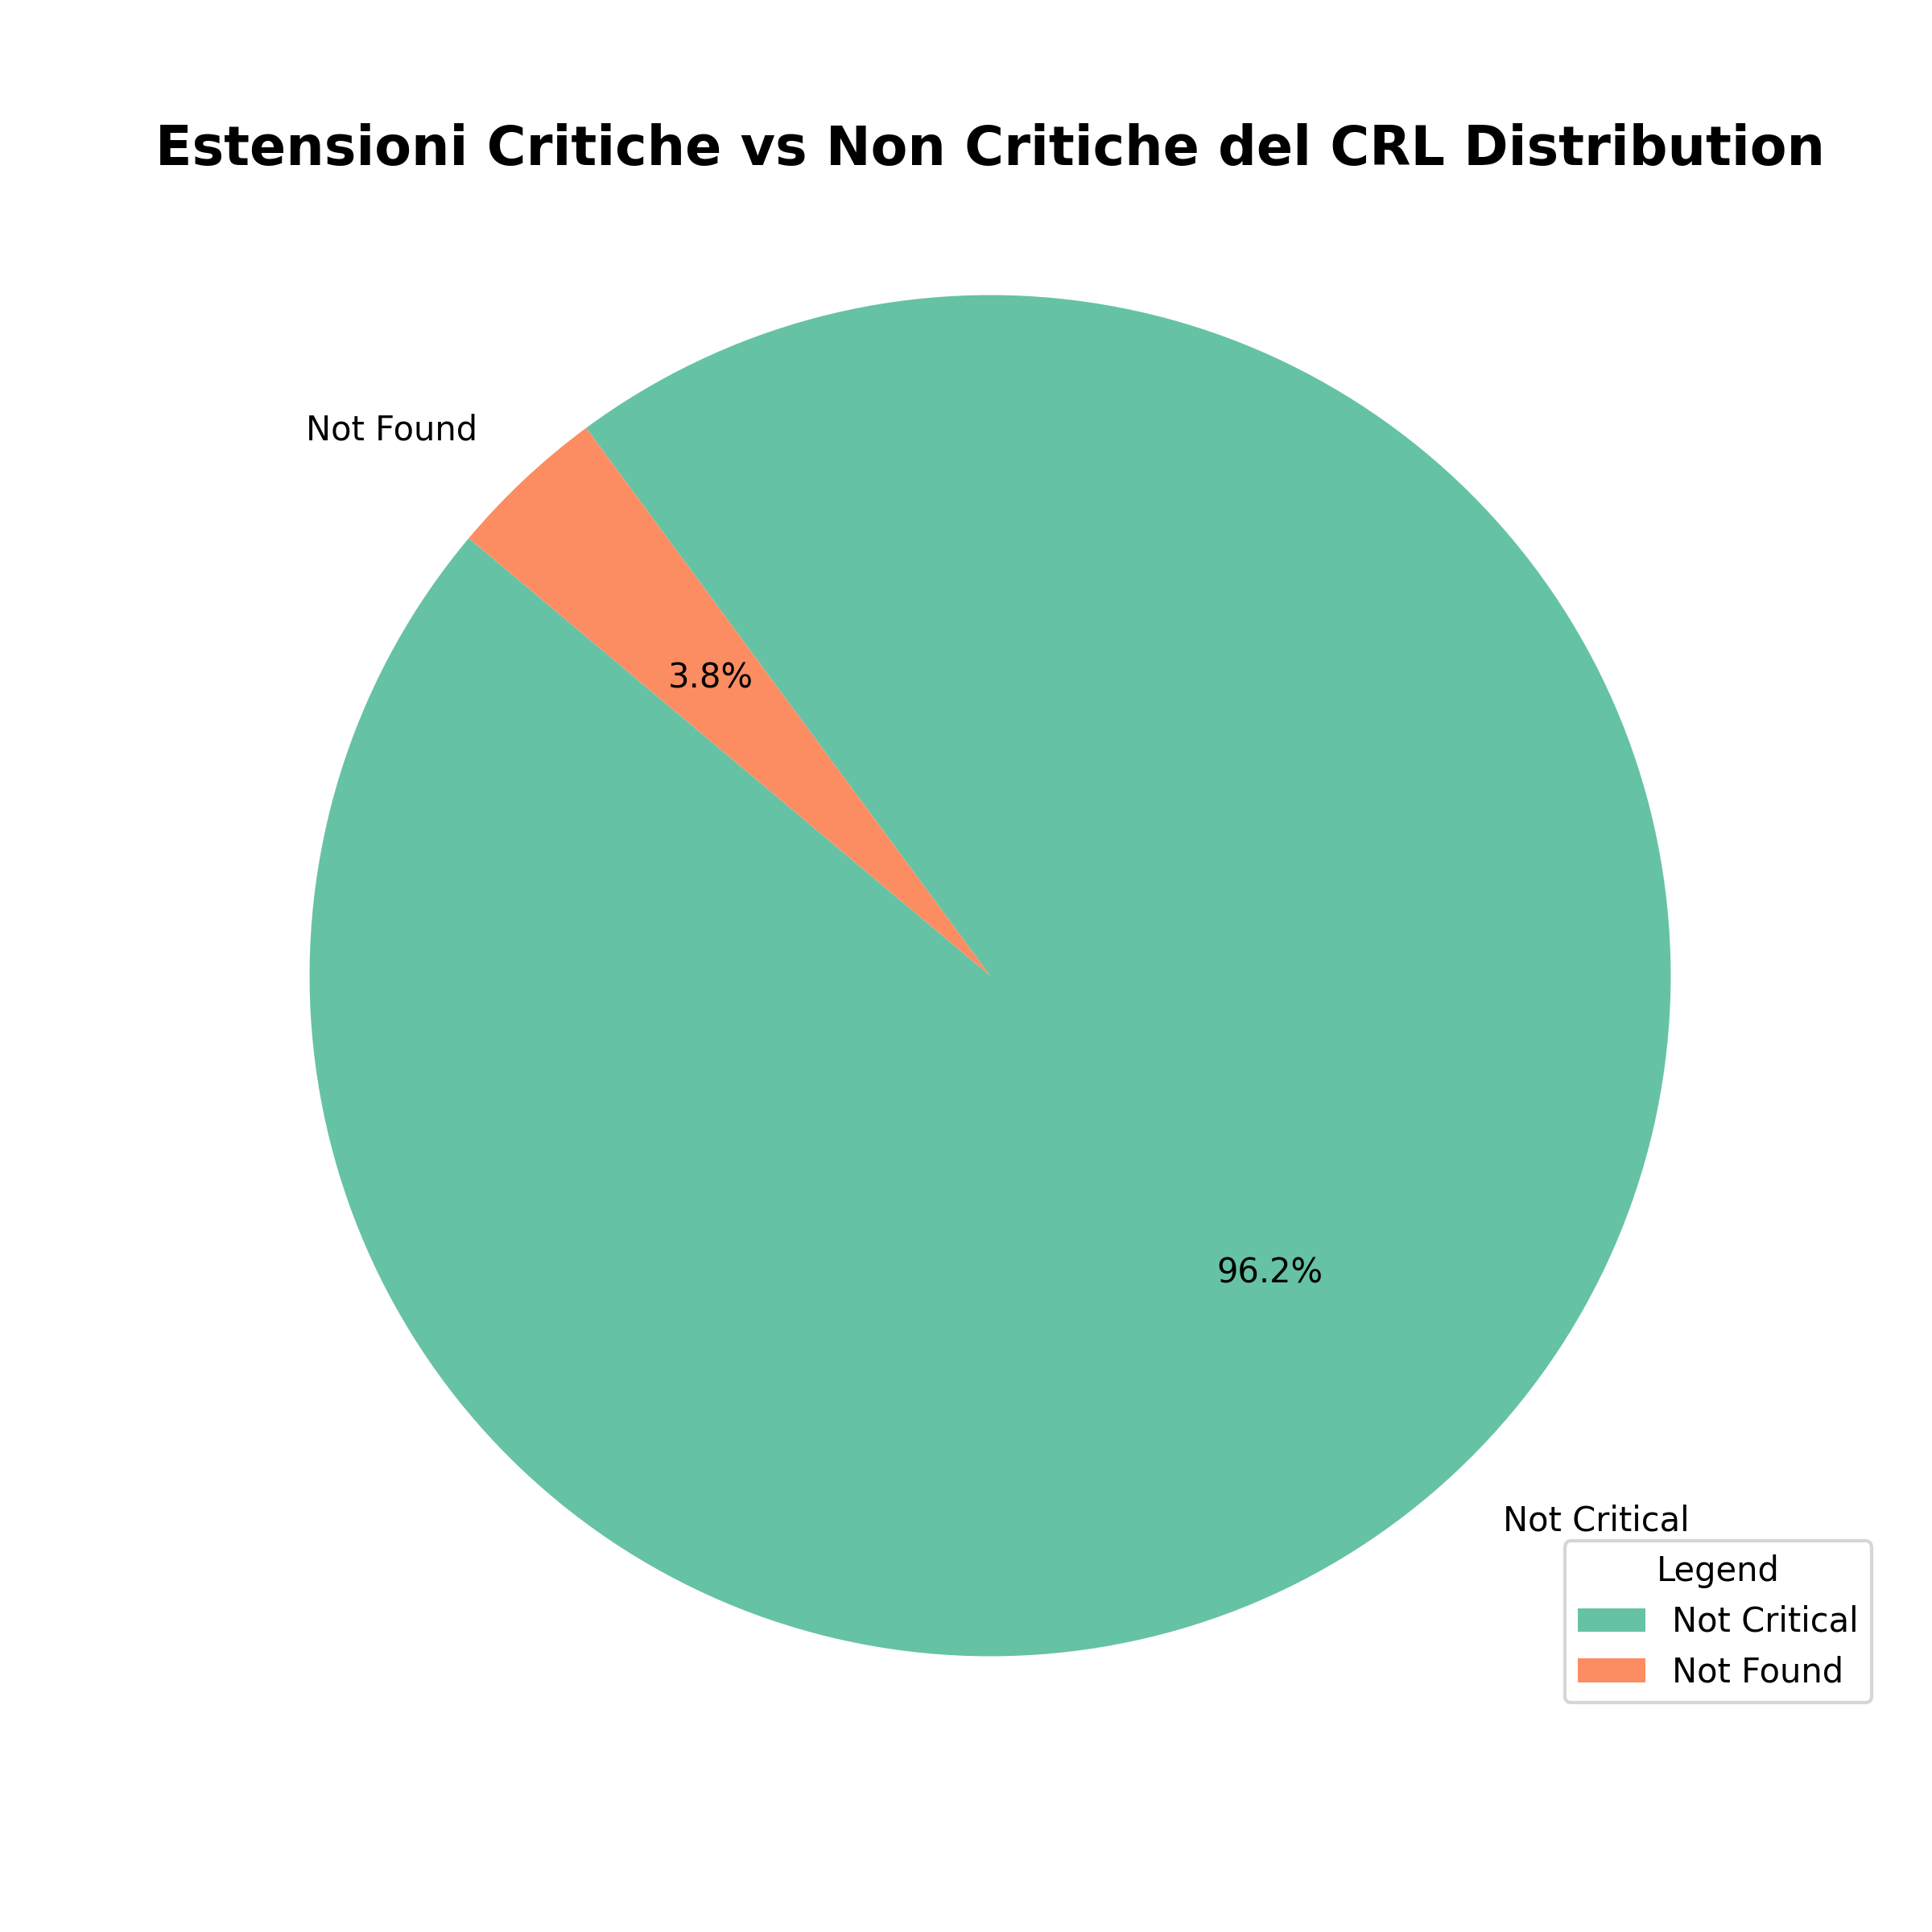 Estensioni Critiche vs Non Critiche del CRL Distribution
Not Found
3.8%
96.2%
Not Critical
Legend
Not Critical
Not Found